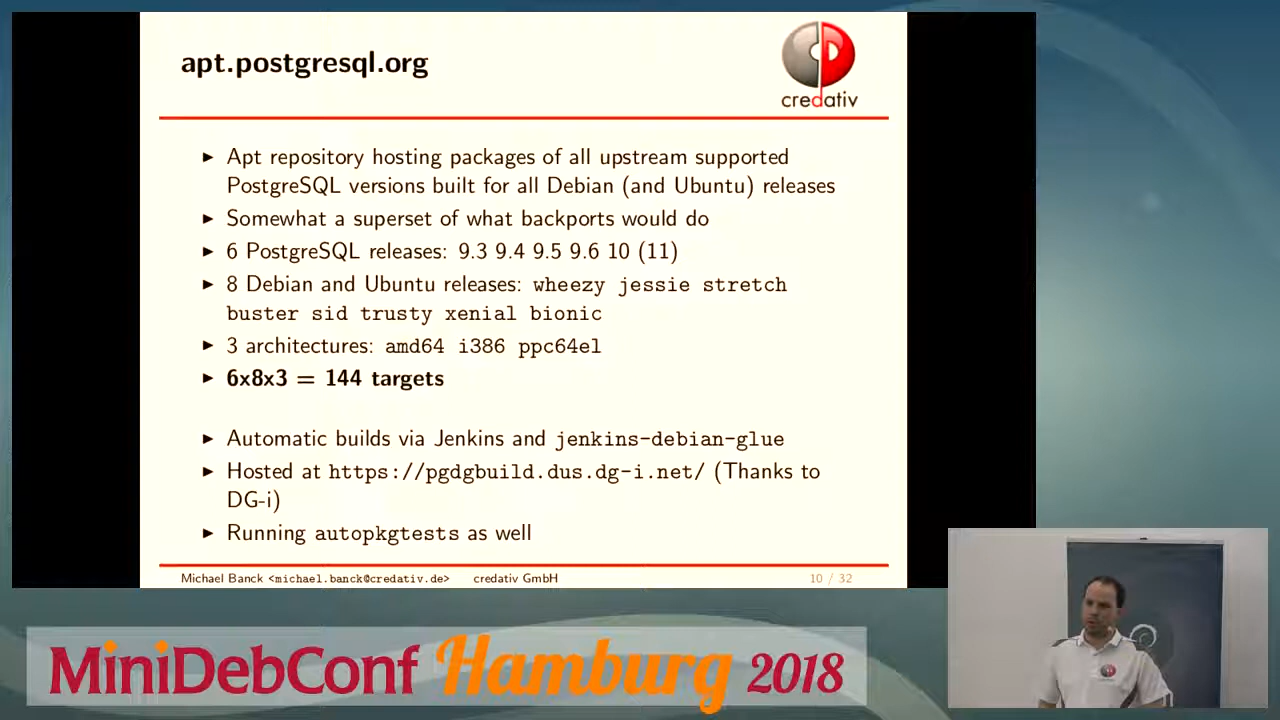 apt.postgresql.org
credativ
▶ Apt repository hosting packages of all upstream supported
PostgreSQL versions built for all Debian (and Ubuntu) releases
▶ Somewhat a superset of what backports would do
▶ 6 PostgreSQL releases: 9.3 9.4 9.5 9.6 10 (11)
▶ 8 Debian and Ubuntu releases: wheezy jessie stretch
buster sid trusty xenial bionic
▶ 3 architectures: amd64 i386 ppc64el
▶ 6x8x3 = 144 targets
▶ Automatic builds via Jenkins and jenkins-debian-glue
▶ Hosted at https://pgdgbuild.dus.dg-i.net/ (Thanks to
DG-i)
▶ Running autopkgtests as well
Michael Banck <michael.banck@credativ.de> credativ GmbH 10 / 32
MiniDebConf Hamburg 2018